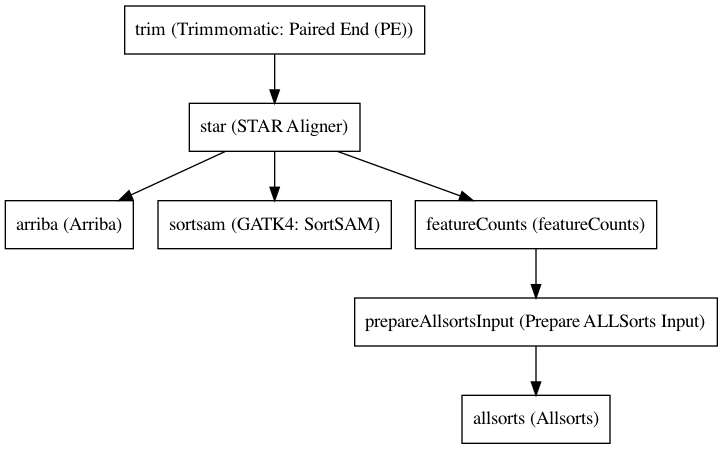 trim (Trimmomatic: Paired End (PE))
star (STAR Aligner)
arriba (Arriba)
sortsam (GATK4: SortSAM)
featureCounts (featureCounts)
prepareAllsortsInput (Prepare ALLSorts Input)
allsorts (Allsorts)